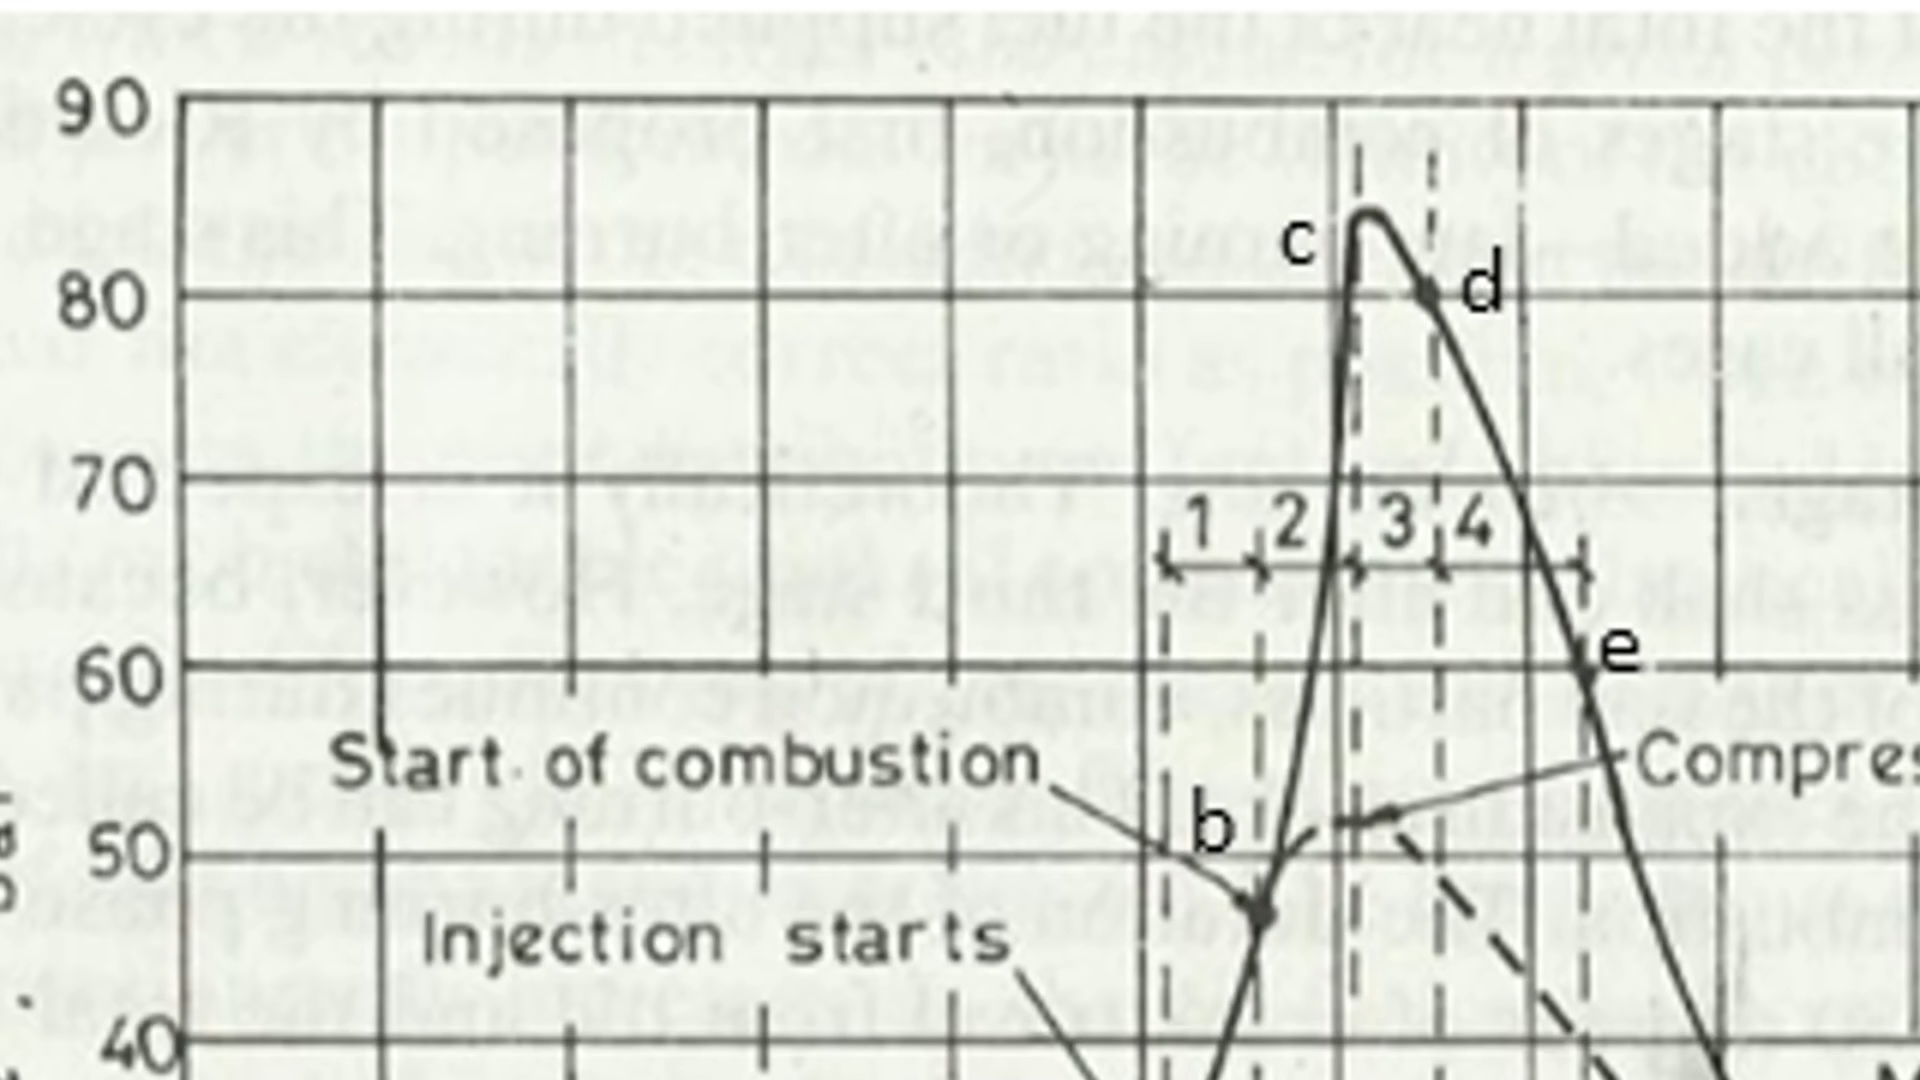 90
c
80
d
70
1 2 3 4
60
e
Start of combustion
Compres
b
50
Injection starts
40